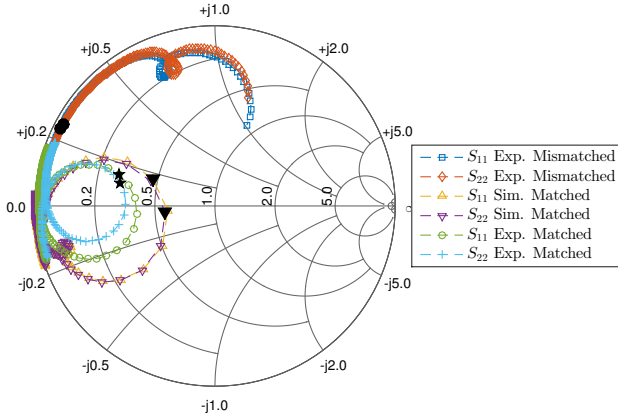 +j1.0
+j0.5
+j2.0
+j0.2
+j5.0
0.0
0.2
0.5
1.0
2.0
5.0
∞
-j0.2
-j5.0
-j0.5
-j2.0
-j1.0
S11 Exp. Mismatched
S22 Exp. Mismatched
S11 Sim. Matched
S22 Sim. Matched
S11 Exp. Matched
S22 Exp. Matched